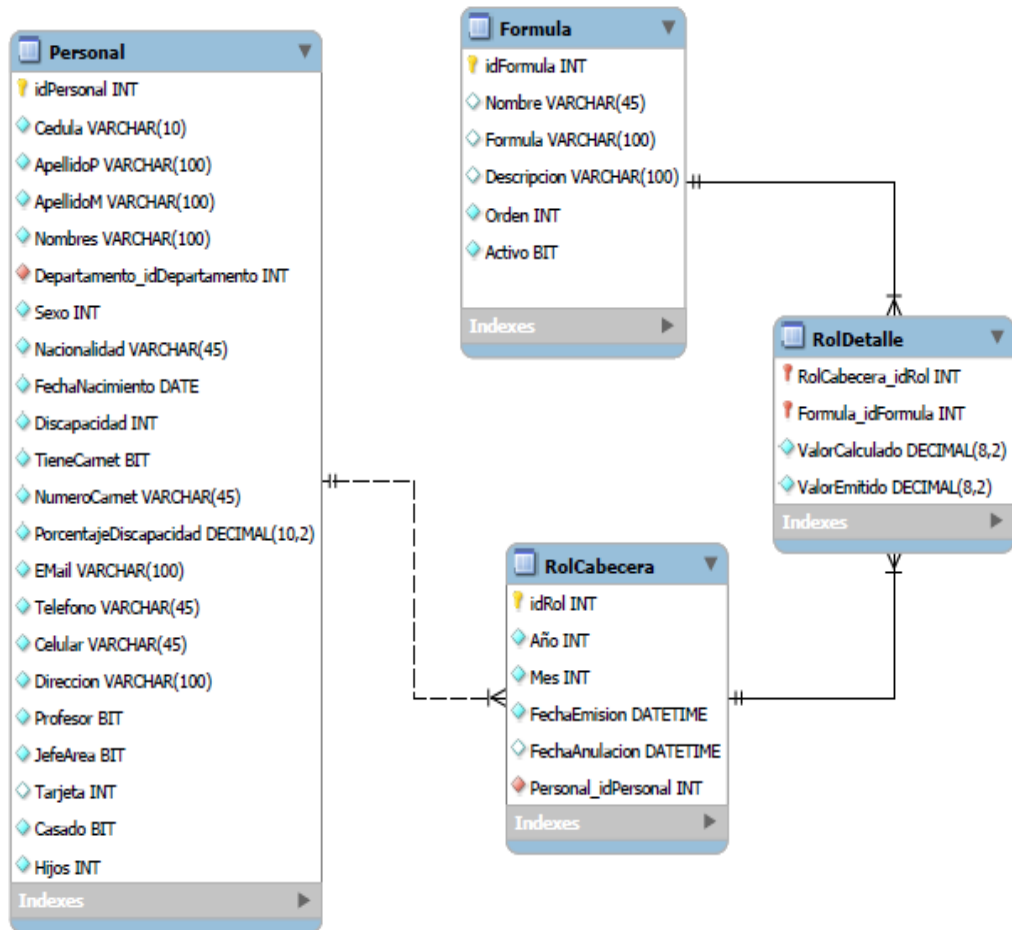 Personal
idPersonal INT
Cedula VARCHAR(10)
ApellidoP VARCHAR(100)
ApellidoM VARCHAR(100)
Nombres VARCHAR(100)
Departamento_idDepartamento INT
Sexo INT
Nacionalidad VARCHAR(45)
FechaNacimiento DATE
Discapacidad INT
TieneCarnet BIT
NumeroCarnet VARCHAR(45)
PorcentajeDiscapacidad DECIMAL(10,2)
EMail VARCHAR(100)
Telefono VARCHAR(45)
Celular VARCHAR(45)
Direccion VARCHAR(100)
Profesor BIT
JefeArea BIT
Tarjeta INT
Casado BIT
Hijos INT
Indexes
Formula
idFormula INT
Nombre VARCHAR(45)
Formula VARCHAR(100)
Descripcion VARCHAR(100)
Orden INT
Activo BIT
Indexes
RolDetalle
RolCabecera_idRol INT
Formula_idFormula INT
ValorCalculado DECIMAL(8,2)
ValorEmitido DECIMAL(8,2)
Indexes
RolCabecera
idRol INT
Año INT
Mes INT
FechaEmision DATETIME
FechaAnulacion DATETIME
Personal_idPersonal INT
Indexes